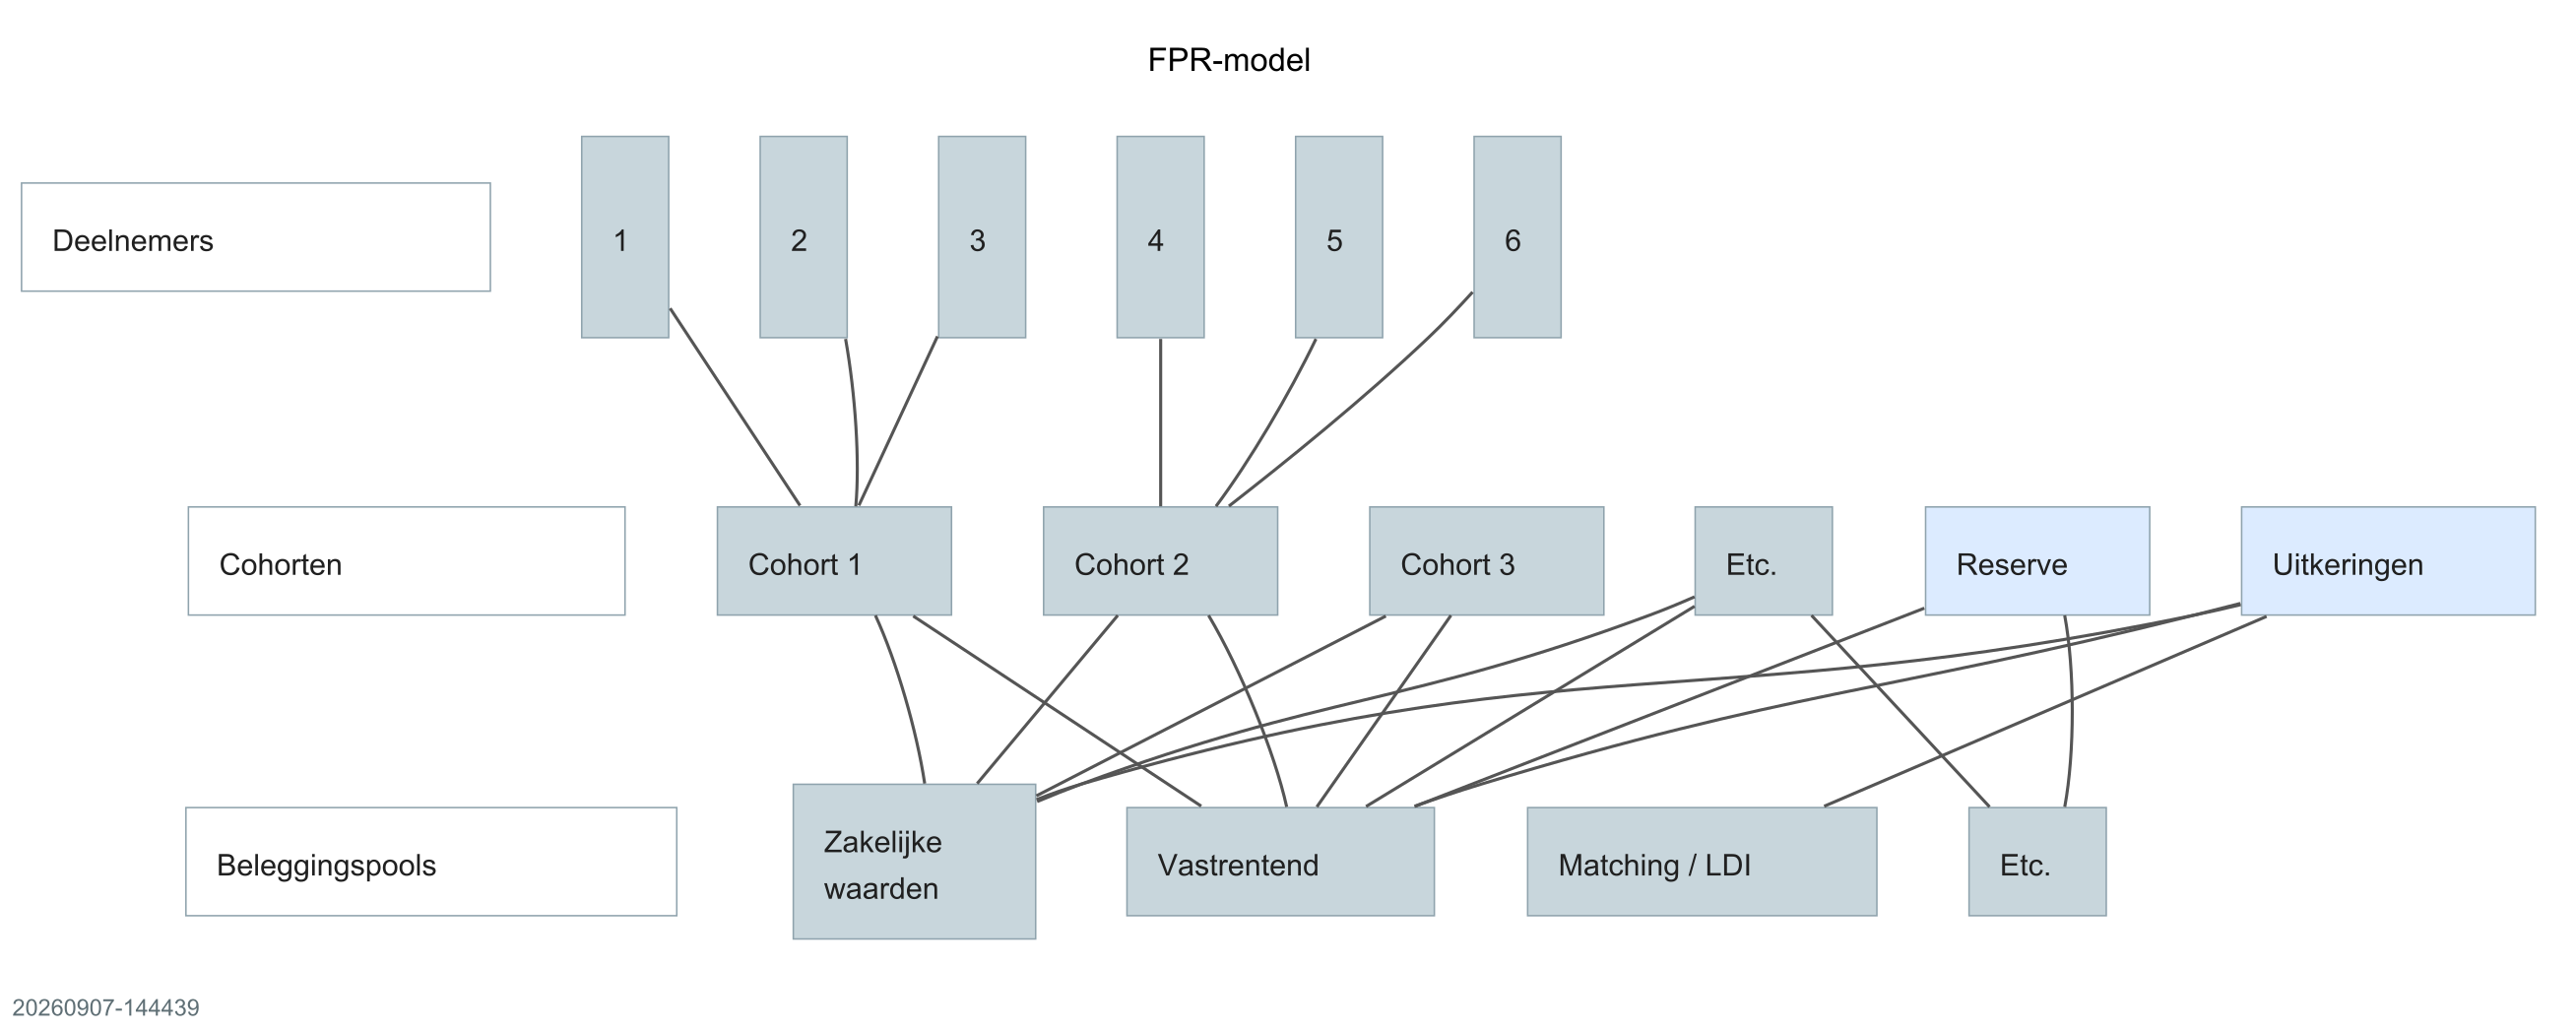 FPR-model
Deelnemers
1
2
3
4
5
6
Cohorten
Cohort 1
Cohort 2
Cohort 3
Etc.
Reserve
Uitkeringen
Beleggingspools
Zakelijke
waarden
Vastrentend
Matching / LDI
Etc.
20260907-144439